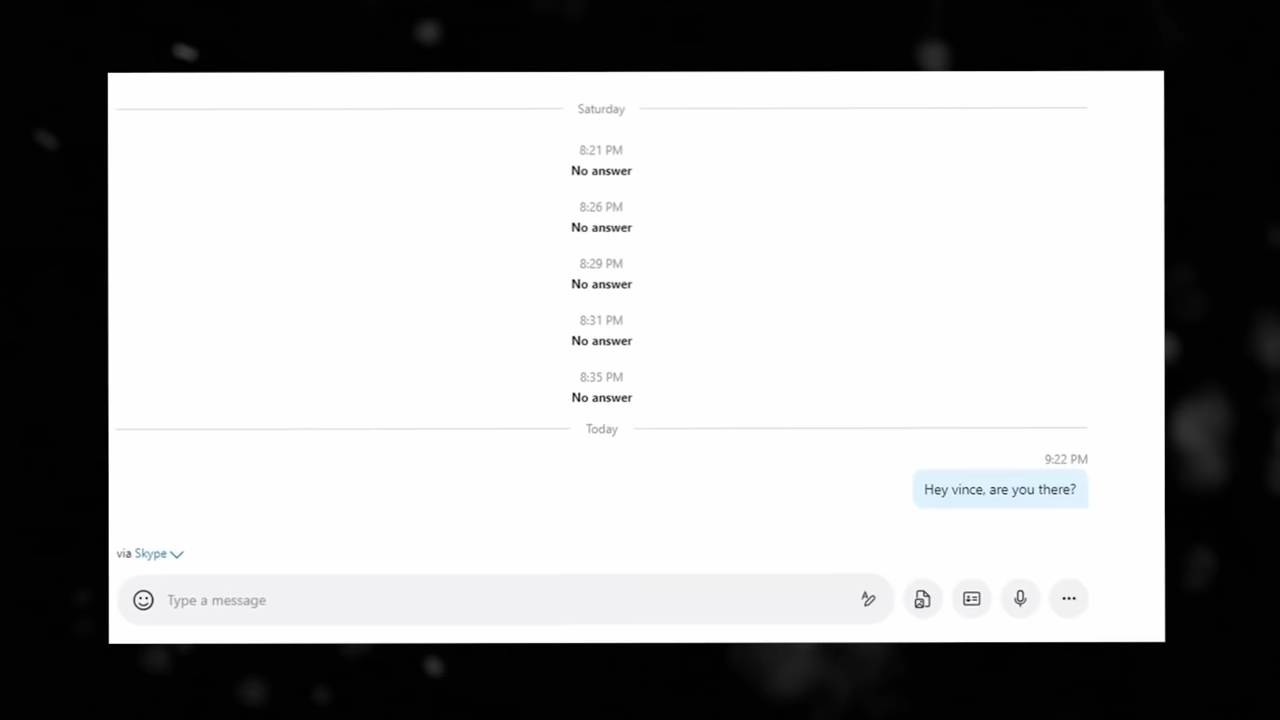 Saturday
8:21 PM
No answer
8:26 PM
No answer
8:29 PM
No answer
8:31 PM
No answer
8:35 PM
No answer
Today
9:22 PM
Hey vince, are you there?
via Skype
Type a message